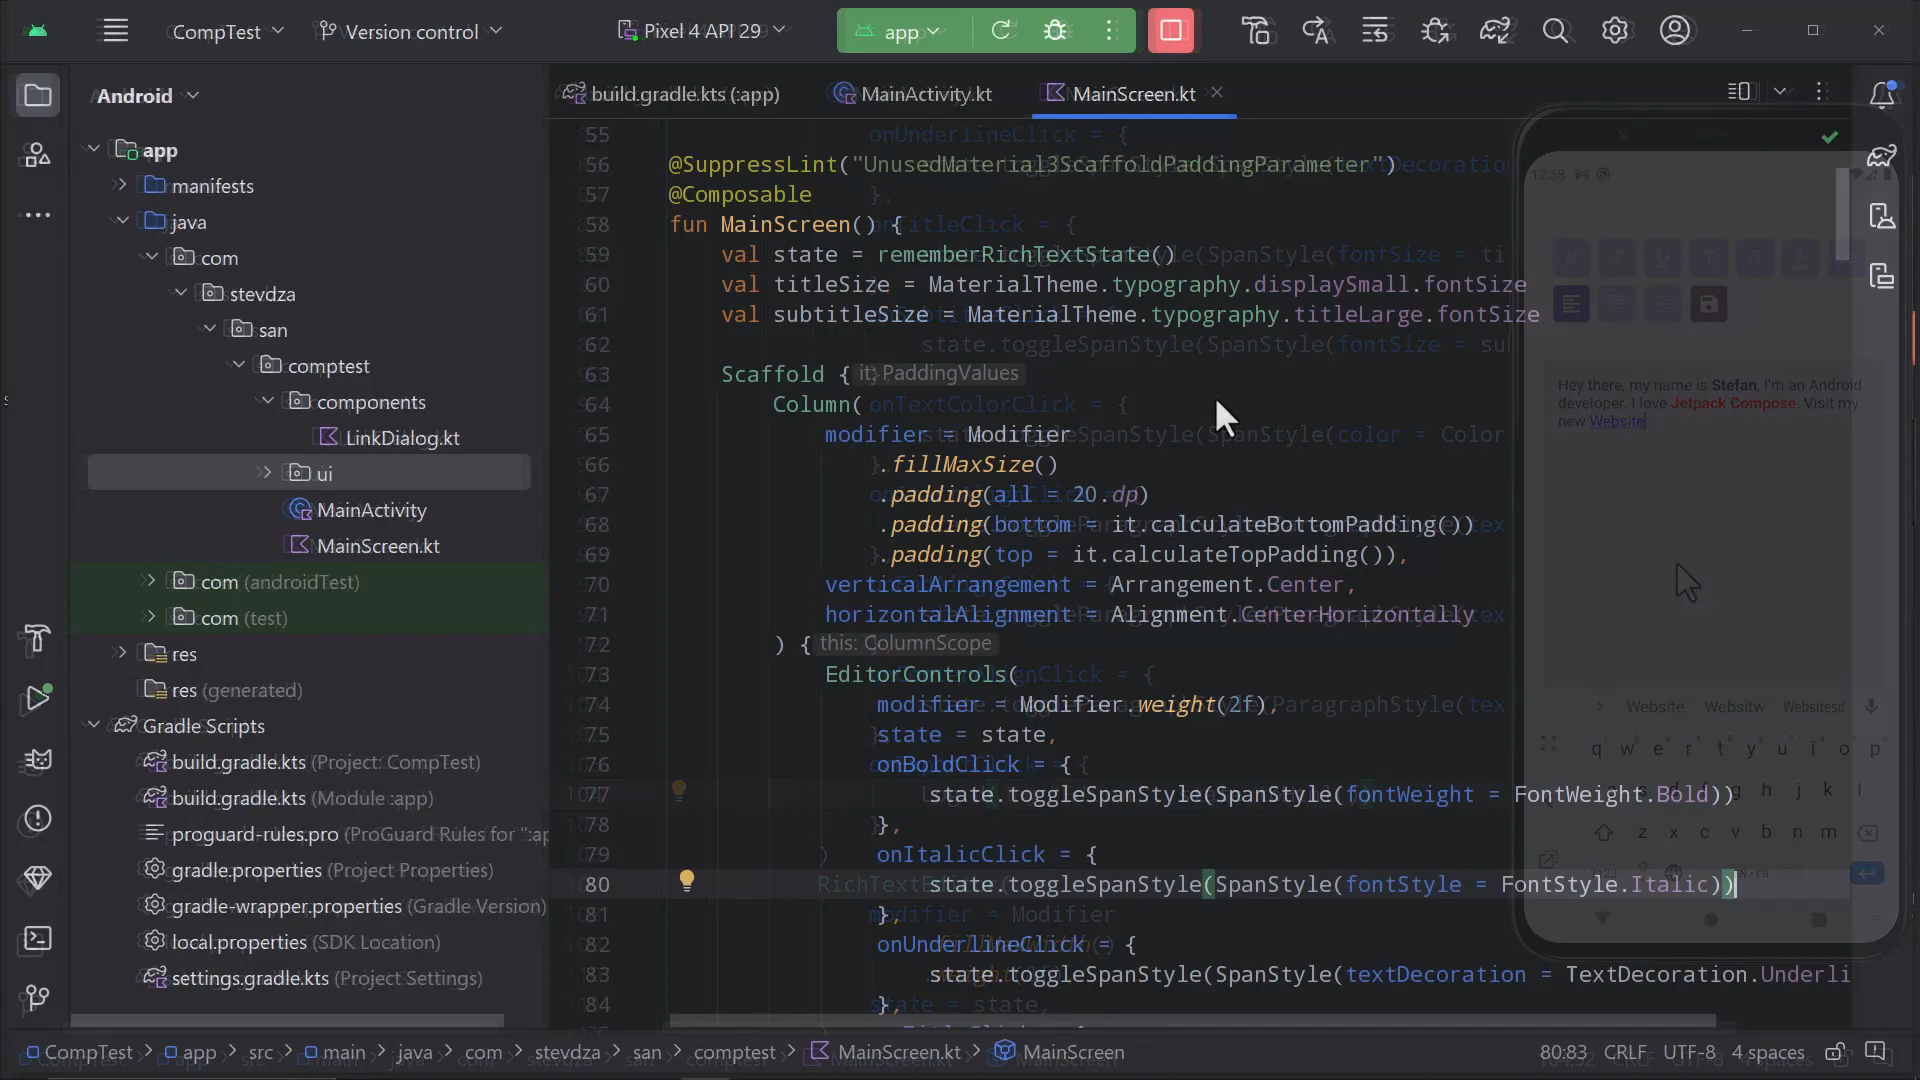 CompTest
Version control
Pixel 4 API 29
app
Android
build.gradle.kts (:app)
MainActivity.kt
MainScreen.kt
app
manifests
java
com
stevdza
san
comptest
components
LinkDialog.kt
ui
MainActivity
MainScreen.kt
com (androidTest)
com (test)
res
res (generated)
Gradle Scripts
build.gradle.kts (Project: CompTest)
build.gradle.kts (Module :app)
proguard-rules.pro (ProGuard Rules for ":ap
gradle.properties (Project Properties)
gradle-wrapper.properties (Gradle Version)
local.properties (SDK Location)
settings.gradle.kts (Project Settings)
55
56 @SuppressLint("UnusedMaterial3ScaffoldPaddingParameter")
57 @Composable
58 fun MainScreen() {
59 val state = rememberRichTextState()
60 val titleSize = MaterialTheme.typography.displaySmall.fontSize
61 val subtitleSize = MaterialTheme.typography.titleLarge.fontSize
62
63 Scaffold { it: PaddingValues
64 Column(
65 modifier = Modifier
66 .fillMaxSize()
67 .padding(all = 20.dp)
68 .padding(bottom = it.calculateBottomPadding())
69 .padding(top = it.calculateTopPadding()),
70 verticalArrangement = Arrangement.Center,
71 horizontalAlignment = Alignment.CenterHorizontally
72 ) { this: ColumnScope
73 EditorControls(
74 modifier = Modifier.weight(2f),
75 state = state,
76 onBoldClick = {
77 state.toggleSpanStyle(SpanStyle(fontWeight = FontWeight.Bold))
78 },
79 onItalicClick = {
80 state.toggleSpanStyle(SpanStyle(fontStyle = FontStyle.Italic))
81 },
82 onUnderlineClick = {
83 state.toggleSpanStyle(SpanStyle(textDecoration = TextDecoration.Underli
84 },
12:59
Hey there, my name is Stefan, I'm an Android
developer. I love Jetpack Compose. Visit my
new Website
Website Websitw Websitesd
q w e r t y u i o p
g h j k l
z x c v b n m
CompTest > app > src > main > java > com > stevdza > san > comptest > MainScreen.kt > MainScreen
80:83 CRLF UTF-8 4 spaces